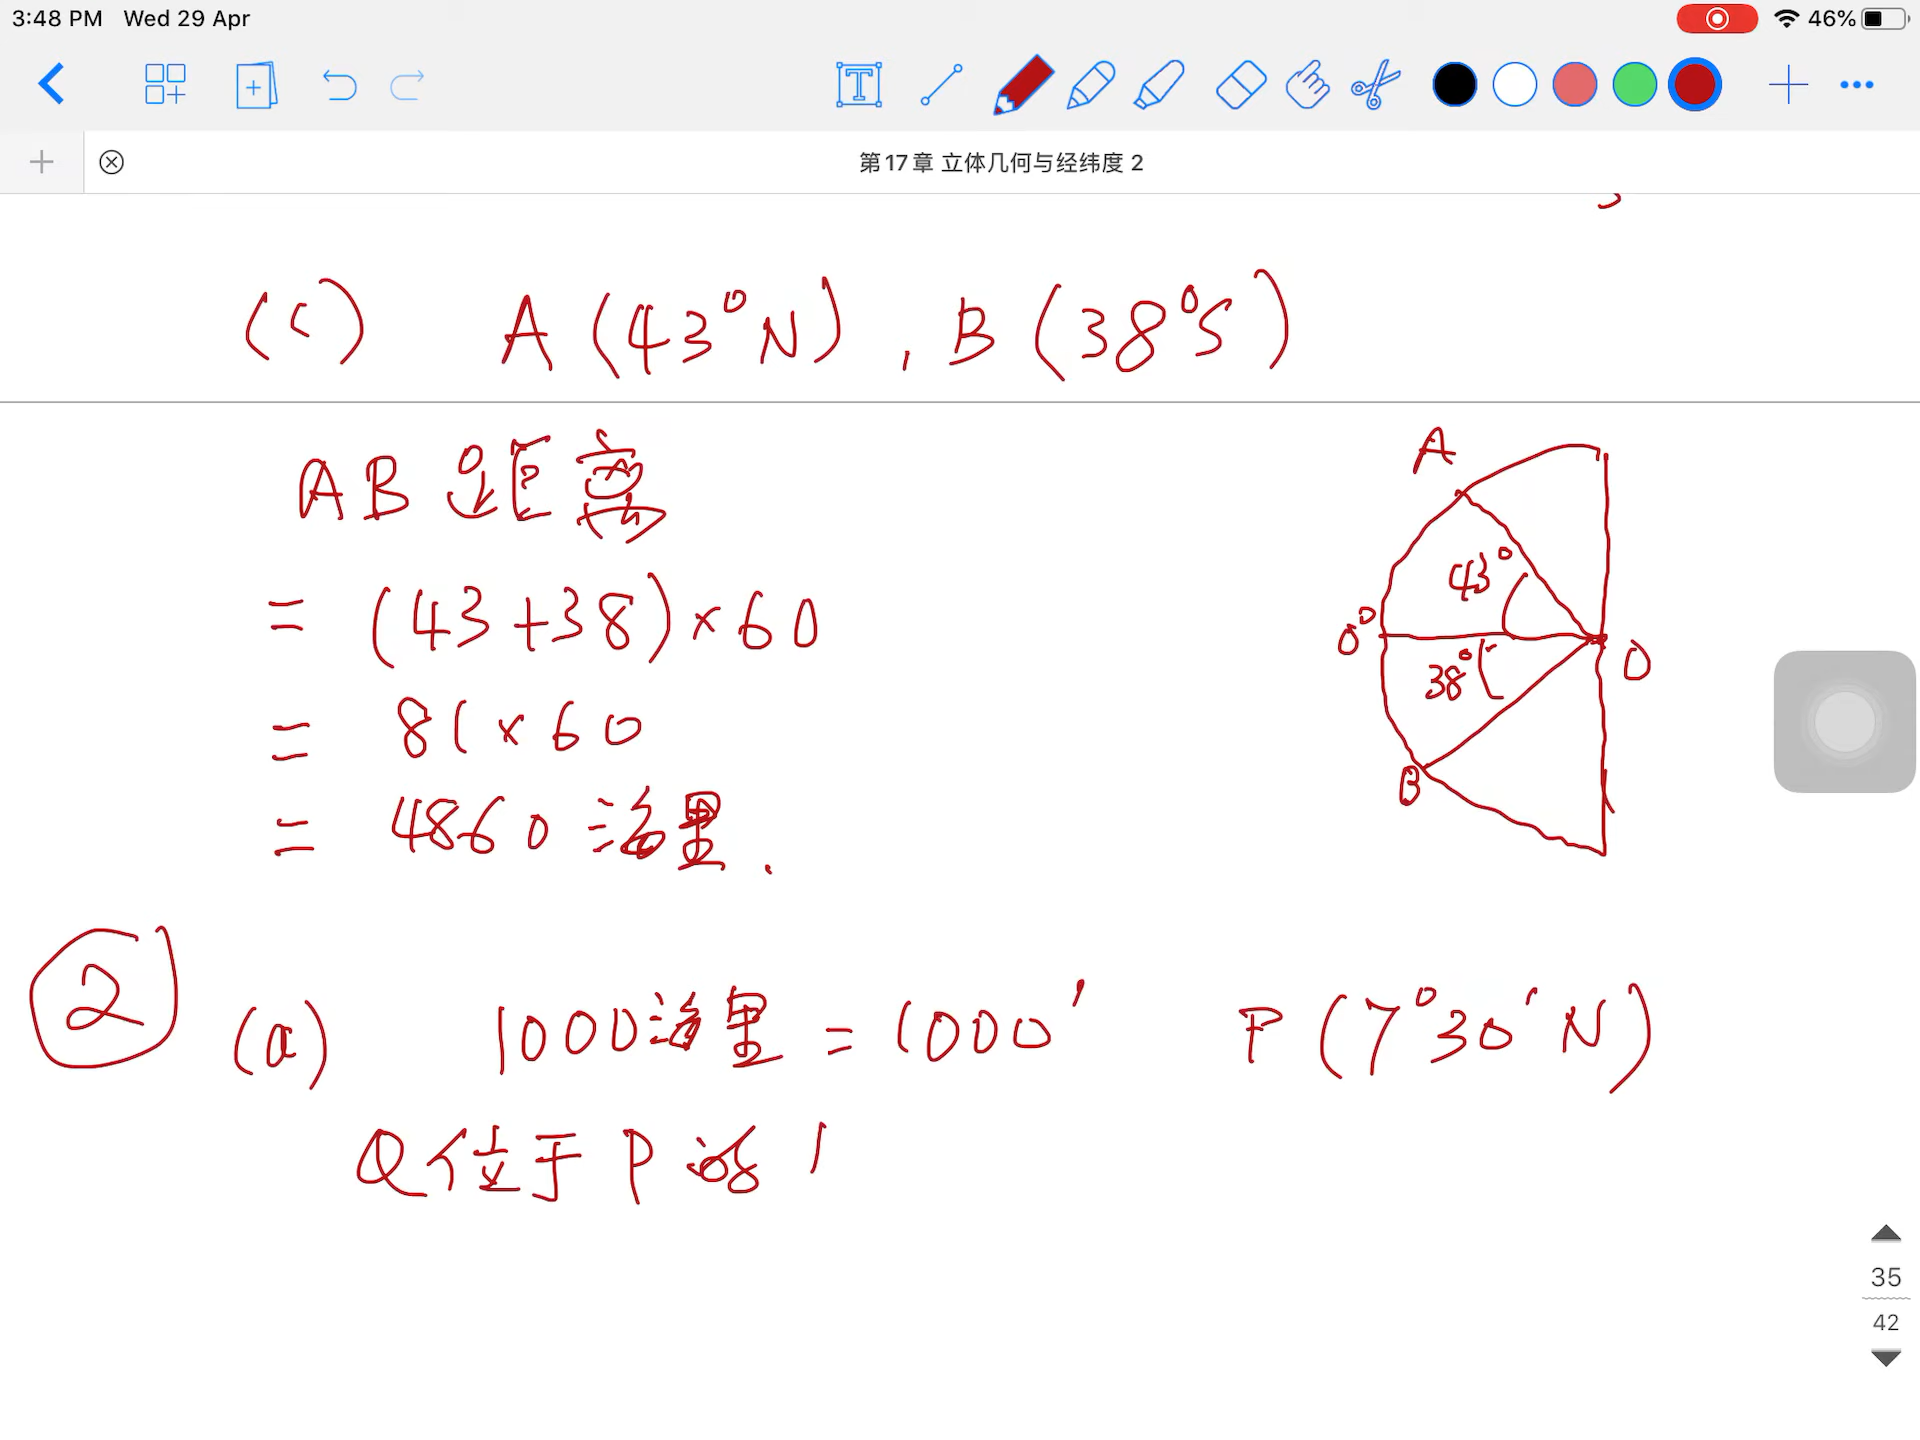 3:48 PM Wed 29 Apr 46%
T
第17章 立体几何与经纬度 2
(c) A (43°N), B (38°S)
AB 距离
= (43+38)×60
= 81×60
= 4860 海里.
A
43°
0°
O
38°
B
2
(a) 1000海里 = 1000' P (7°30'N)
Q位于P的
35
42